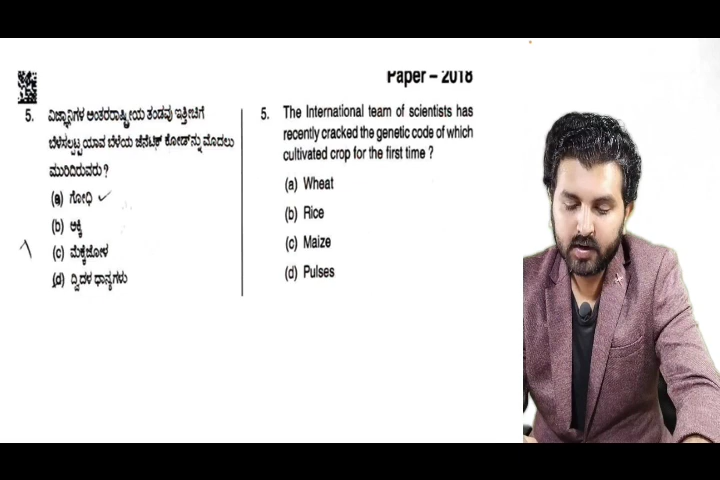 Paper – 2018
5. ವಿಜ್ಞಾನಿಗಳ ಅಂತರರಾಷ್ಟ್ರೀಯ ತಂಡವು ಇತ್ತೀಚೆಗೆ
ಬೆಳೆಸಲ್ಪಟ್ಟ ಯಾವ ಬೆಳೆಯ ಜೆನೆಟಿಕ್ ಕೋಡ್‌ನ್ನು ಮೊದಲು
ಮುರಿದಿರುವರು ?
(a) ಗೋಧಿ
(b) ಅಕ್ಕಿ
(c) ಮೆಕ್ಕೆಜೋಳ
(d) ದ್ವಿದಳ ಧಾನ್ಯಗಳು
5. The International team of scientists has
recently cracked the genetic code of which
cultivated crop for the first time ?
(a) Wheat
(b) Rice
(c) Maize
(d) Pulses